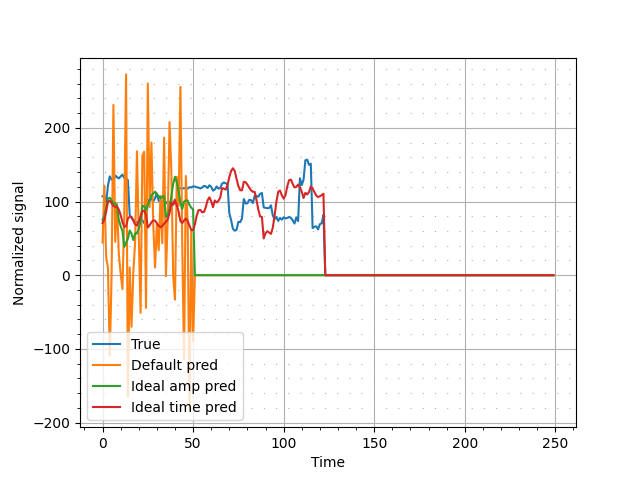 Normalized signal
200
100
0
−100
−200
True
Default pred
Ideal amp pred
Ideal time pred
0 50 100 150 200 250
Time